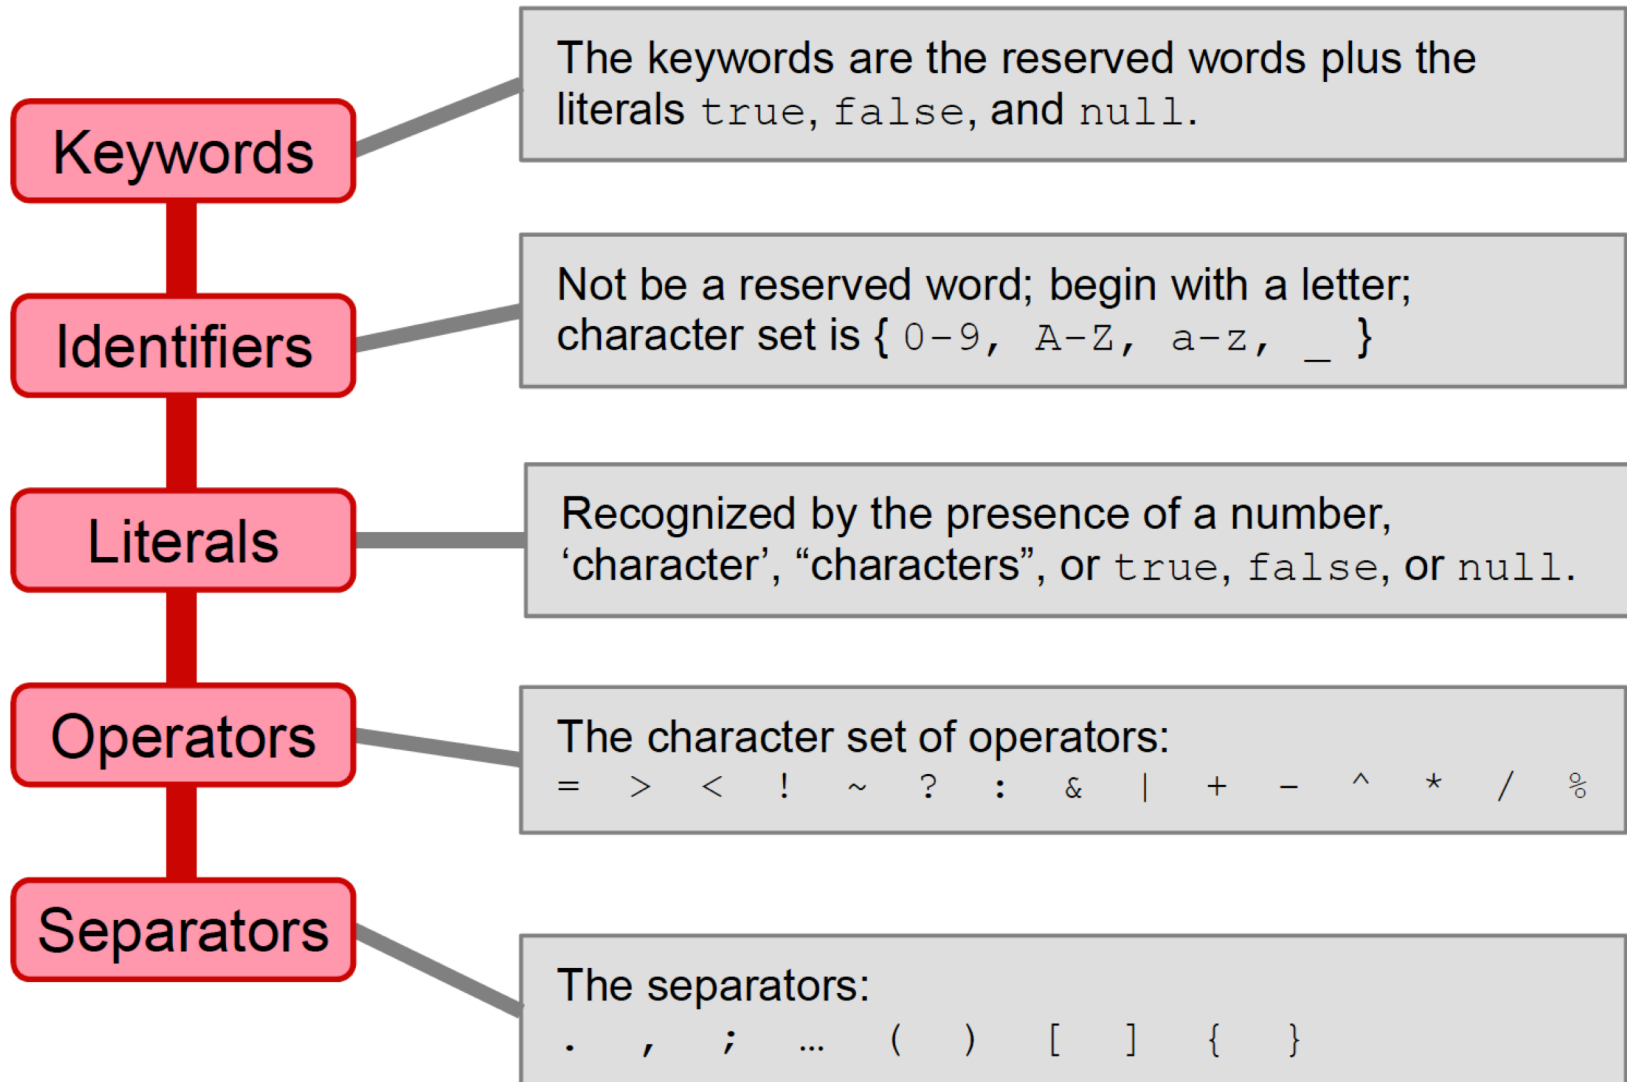 Keywords
The keywords are the reserved words plus the
literals true, false, and null.
Identifiers
Not be a reserved word; begin with a letter;
character set is { 0-9, A-Z, a-z, _ }
Literals
Recognized by the presence of a number,
‘character’, “characters”, or true, false, or null.
Operators
The character set of operators:
= > < ! ~ ? : & | + - ^ * / %
Separators
The separators:
. , ; … ( ) [ ] { }